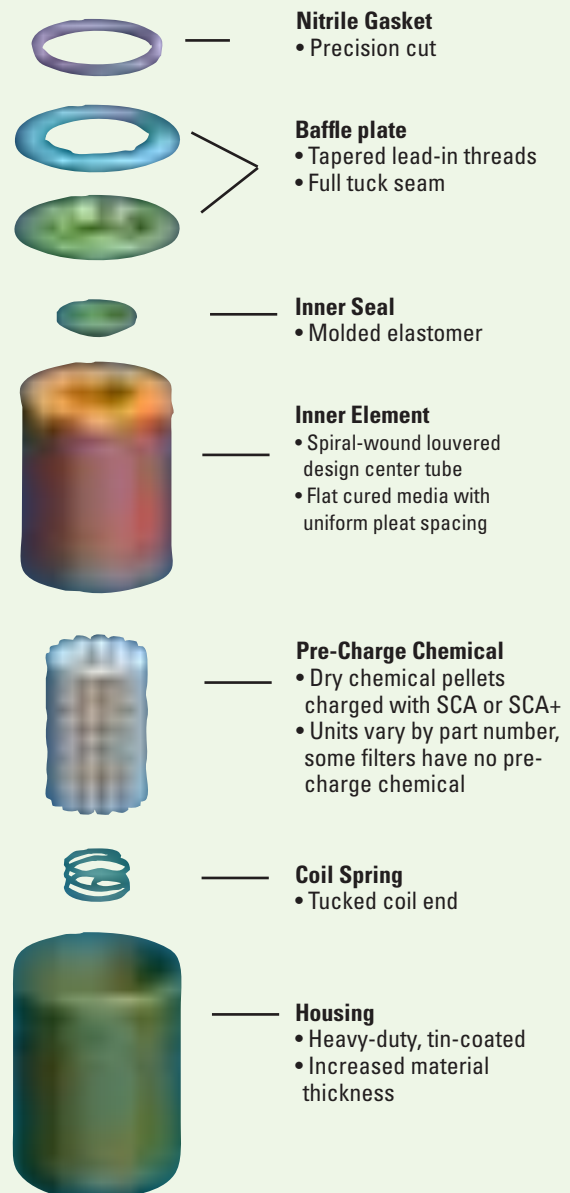 Nitrile Gasket
• Precision cut
Baffle plate
• Tapered lead-in threads
• Full tuck seam
Inner Seal
• Molded elastomer
Inner Element
• Spiral-wound louvered
design center tube
• Flat cured media with
uniform pleat spacing
Pre-Charge Chemical
• Dry chemical pellets
charged with SCA or SCA+
• Units vary by part number,
some filters have no pre-
charge chemical
Coil Spring
• Tucked coil end
Housing
• Heavy-duty, tin-coated
• Increased material
thickness